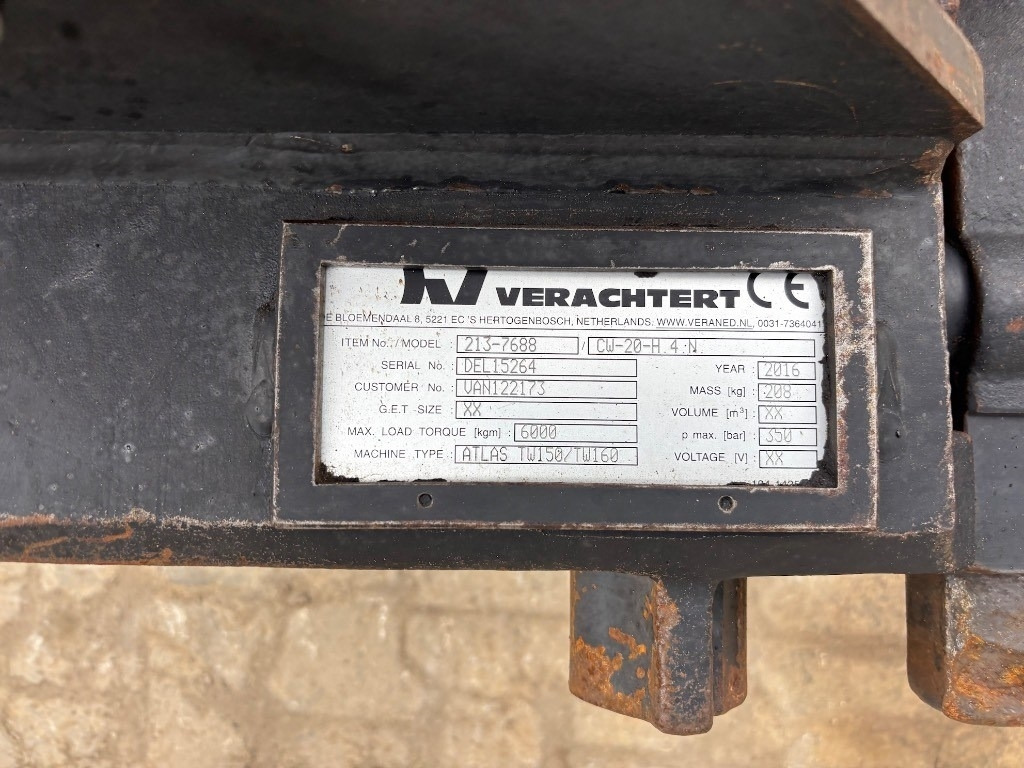 VERACHTERT CE
DE BLOEMENDAAL 8, 5221 EC 'S HERTOGENBOSCH, NETHERLANDS, WWW.VERANED.NL, 0031-7364041
ITEM No. / MODEL : 213-7688 / CW-20-H.4.N
SERIAL No. : DEL15264 YEAR : 2016
CUSTOMER No. : VAN122173 MASS [kg] : 208
G.E.T SIZE : XX VOLUME [m³] : XX
MAX. LOAD TORQUE [kgm] : 6000 p max. [bar] : 350
MACHINE TYPE : ATLAS TW150/TW160 VOLTAGE [V] : XX